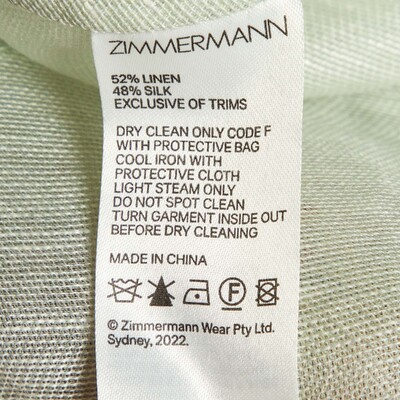 ZIMMERMANN
52% LINEN
48% SILK
EXCLUSIVE OF TRIMS
DRY CLEAN ONLY CODE F
WITH PROTECTIVE BAG
COOL IRON WITH
PROTECTIVE CLOTH
LIGHT STEAM ONLY
DO NOT SPOT CLEAN
TURN GARMENT INSIDE OUT
BEFORE DRY CLEANING
MADE IN CHINA
F
© Zimmermann Wear Pty Ltd.
Sydney, 2022.